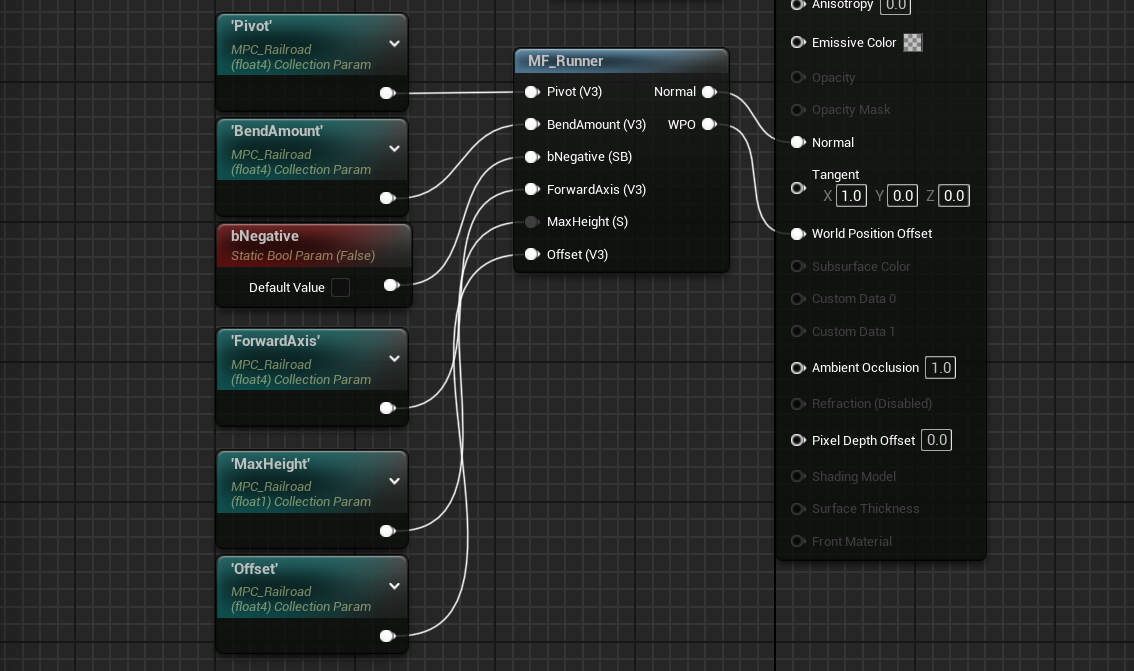 'Pivot'
MPC_Railroad
(float4) Collection Param
'BendAmount'
MPC_Railroad
(float4) Collection Param
bNegative
Static Bool Param (False)
Default Value
'ForwardAxis'
MPC_Railroad
(float4) Collection Param
'MaxHeight'
MPC_Railroad
(float1) Collection Param
'Offset'
MPC_Railroad
(float4) Collection Param
MF_Runner
Pivot (V3) Normal
BendAmount (V3) WPO
bNegative (SB)
ForwardAxis (V3)
MaxHeight (S)
Offset (V3)
Anisotropy 0.0
Emissive Color
Opacity
Opacity Mask
Normal
Tangent
X 1.0 Y 0.0 Z 0.0
World Position Offset
Subsurface Color
Custom Data 0
Custom Data 1
Ambient Occlusion 1.0
Refraction (Disabled)
Pixel Depth Offset 0.0
Shading Model
Surface Thickness
Front Material